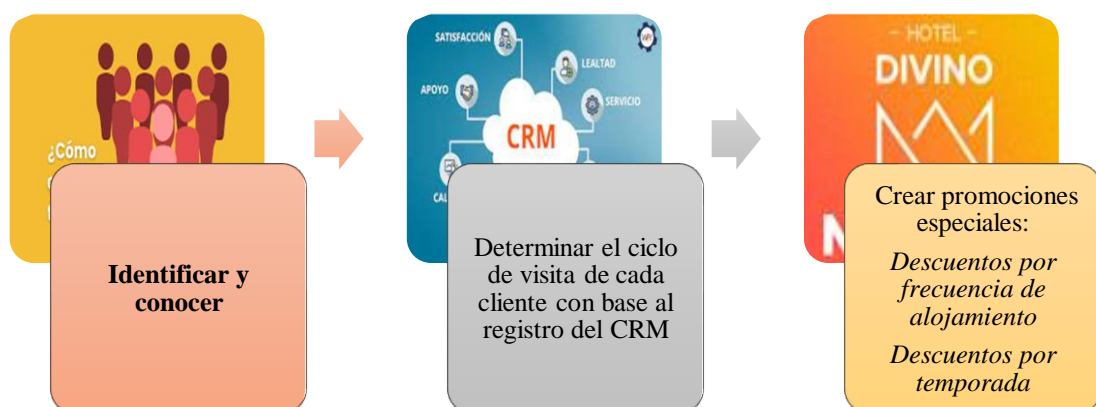 ¿Cómo
Identificar y
conocer
SATISFACCIÓN
LEALTAD
APOYO
SERVICIO
CRM
Determinar el ciclo
de visita de cada
cliente con base al
registro del CRM
- HOTEL -
DIVINO
Crear promociones
especiales:
Descuentos por
frecuencia de
alojamiento
Descuentos por
temporada